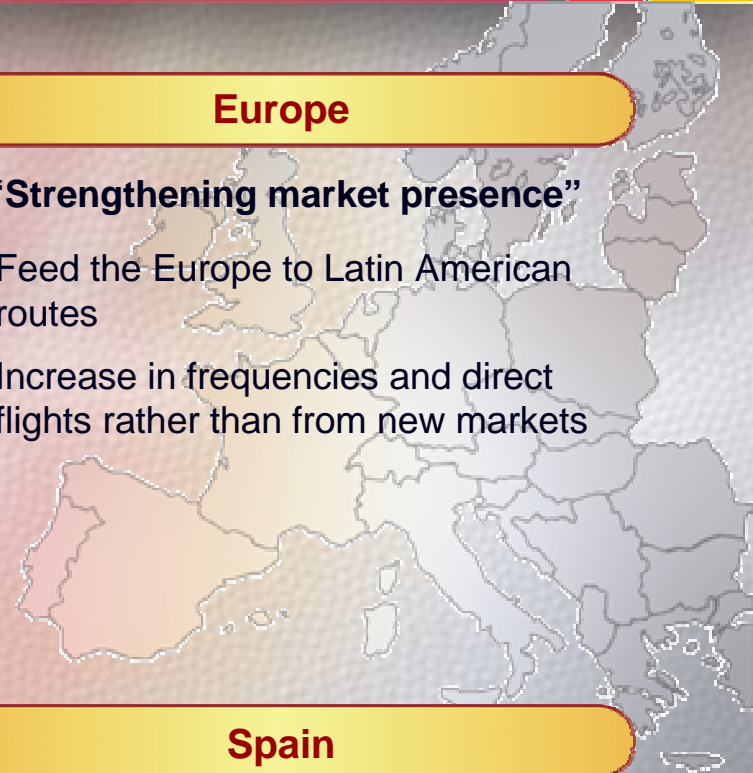 Europe
‘Strengthening market presence”
Feed the Europe to Latin American
routes
Increase in frequencies and direct
flights rather than from new markets
Spain